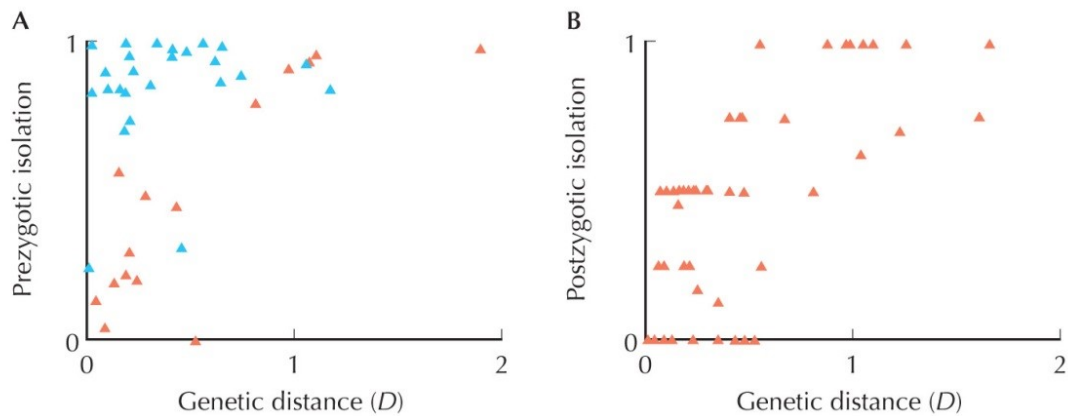 A
Prezygotic isolation
1
0
0
1
2
Genetic distance (D)
B
Postzygotic isolation
1
0
0
1
2
Genetic distance (D)